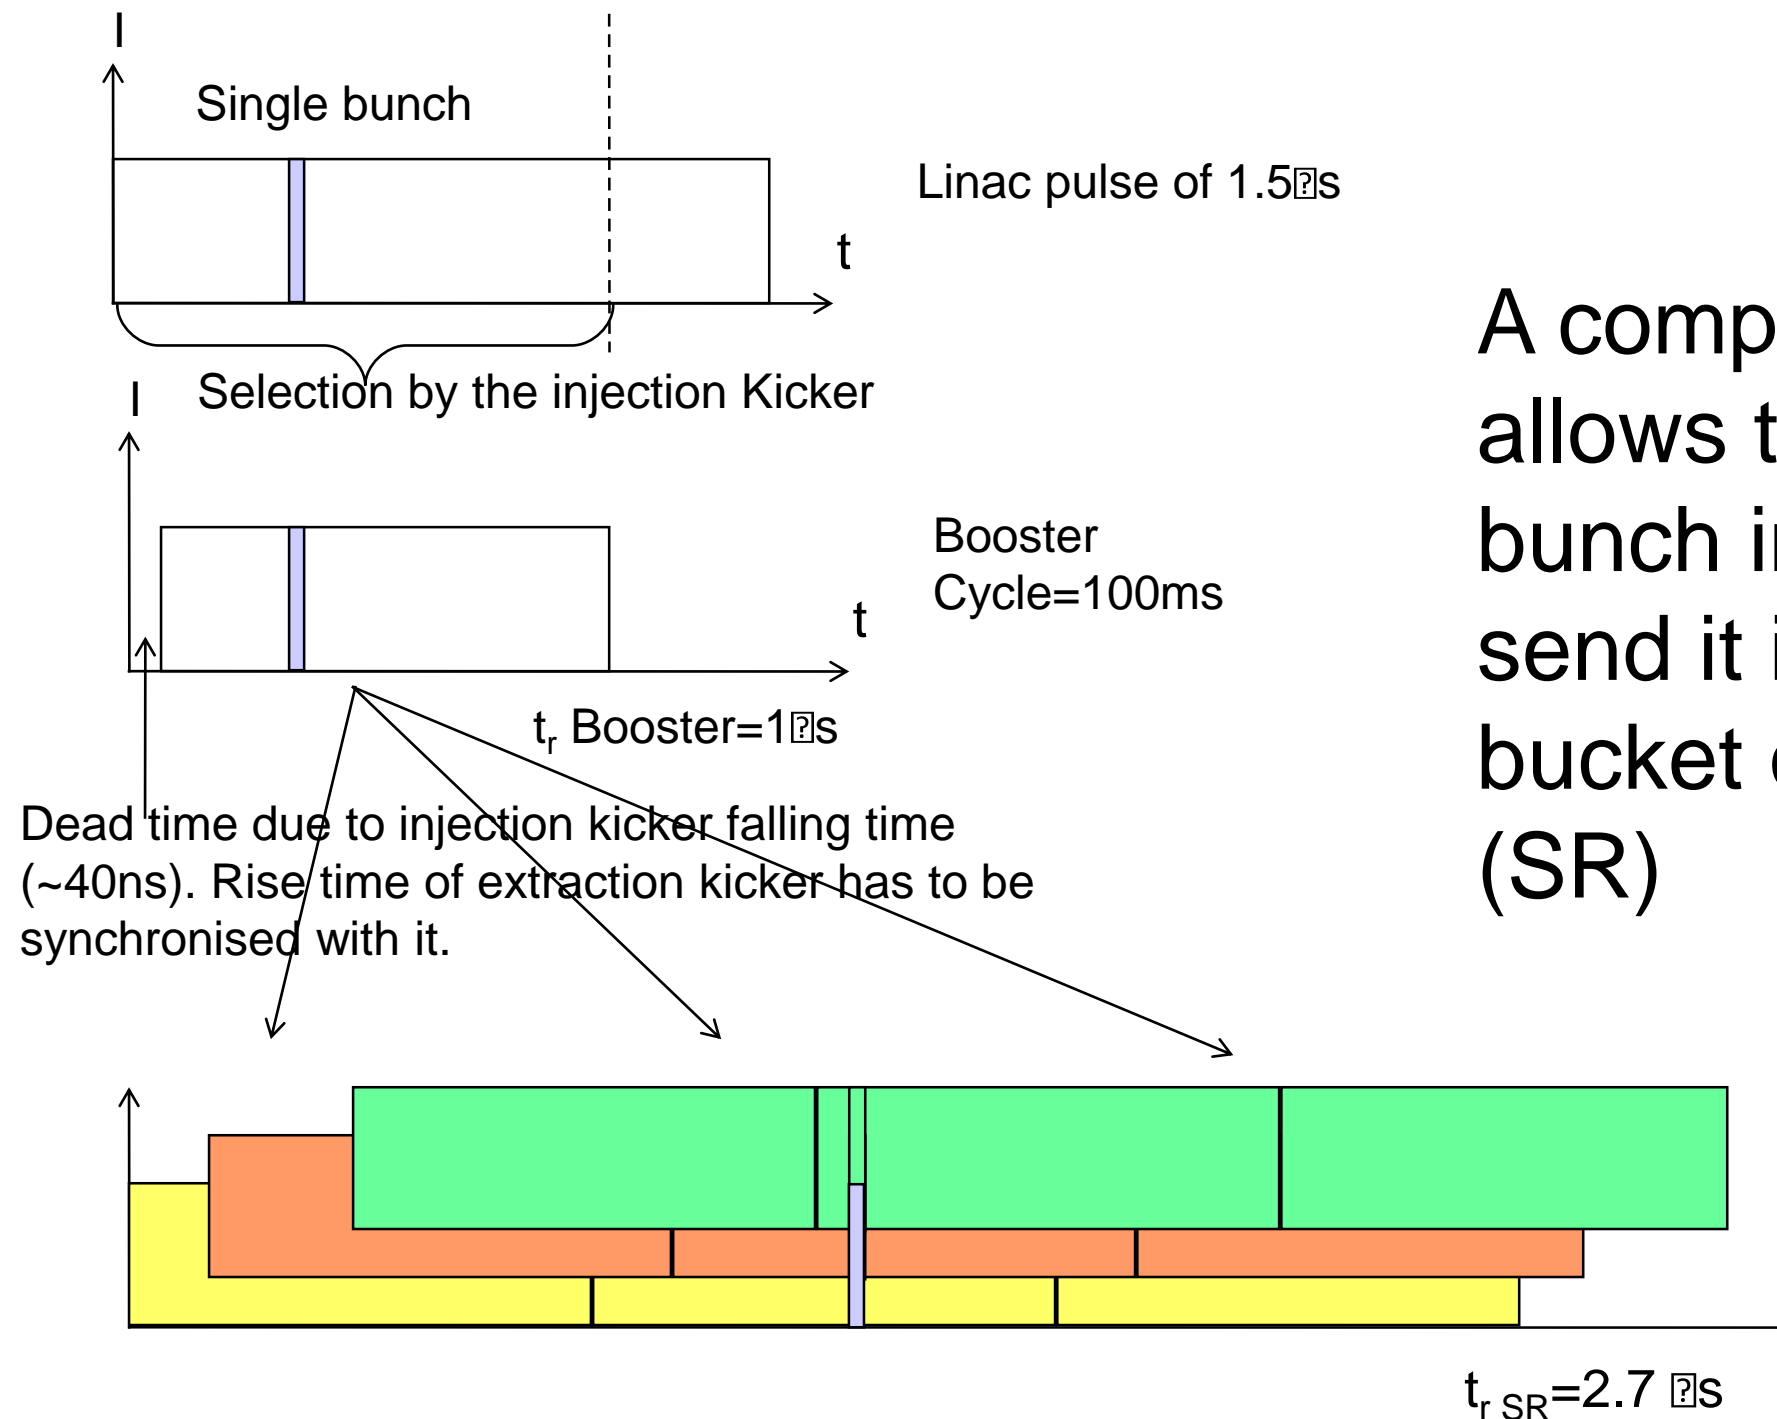 I
Single bunch
Linac pulse of 1.5�s
t
Selection by the injection Kicker
I
Booster
Cycle=100ms
t
tr Booster=1�s
Dead time due to injection kicker falling time
(~40ns). Rise time of extraction kicker has to be
synchronised with it.
A comp
allows t
bunch i
send it i
bucket
(SR)
tr SR=2.7 �s